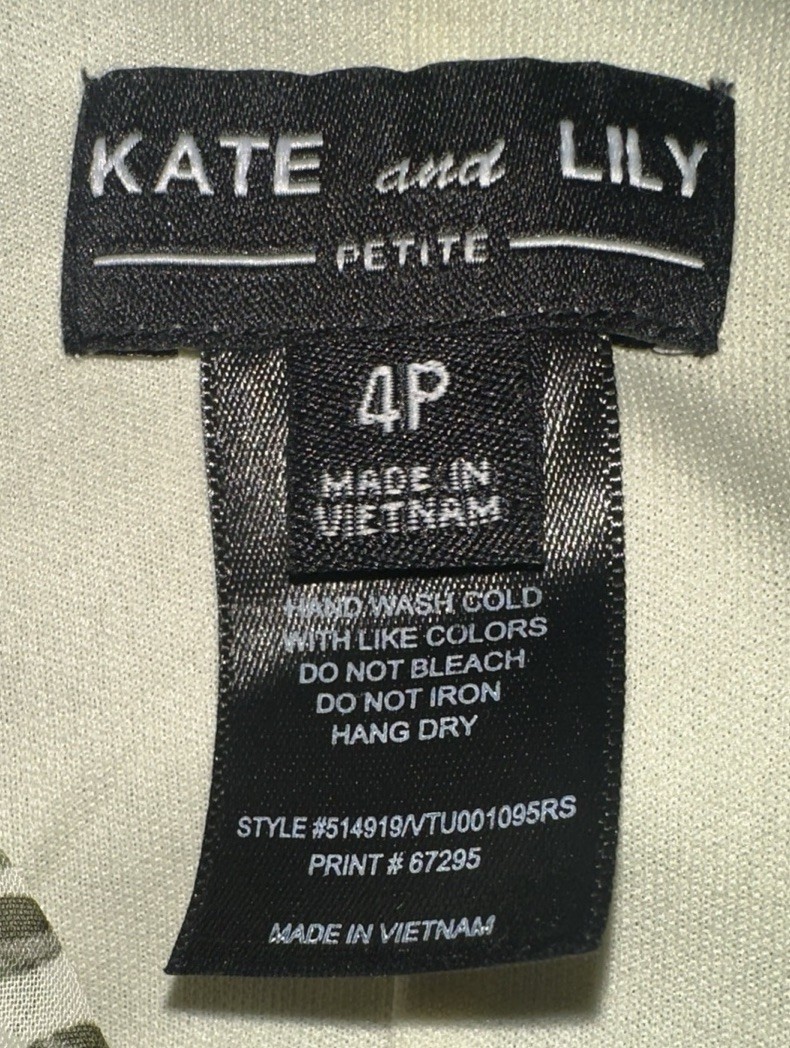 KATE and LILY
PETITE
4P
MADE IN
VIETNAM
HAND WASH COLD
WITH LIKE COLORS
DO NOT BLEACH
DO NOT IRON
HANG DRY
STYLE #514919/VTU001095RS
PRINT # 67295
MADE IN VIETNAM